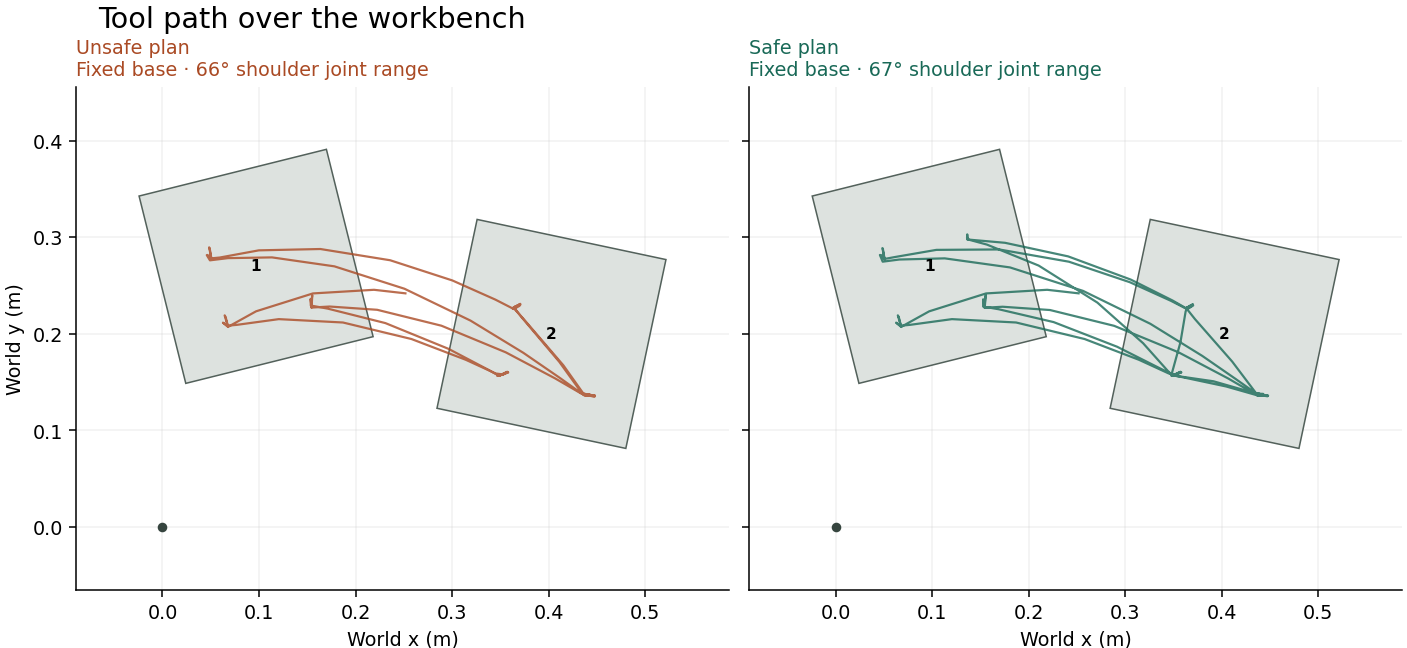 Tool path over the workbench
Unsafe plan
Fixed base · 66° shoulder joint range
Safe plan
Fixed base · 67° shoulder joint range
World y (m)
0.4
0.3
0.2
0.1
0.0
1
2
0.0 0.1 0.2 0.3 0.4 0.5
World x (m)
1
2
0.0 0.1 0.2 0.3 0.4 0.5
World x (m)